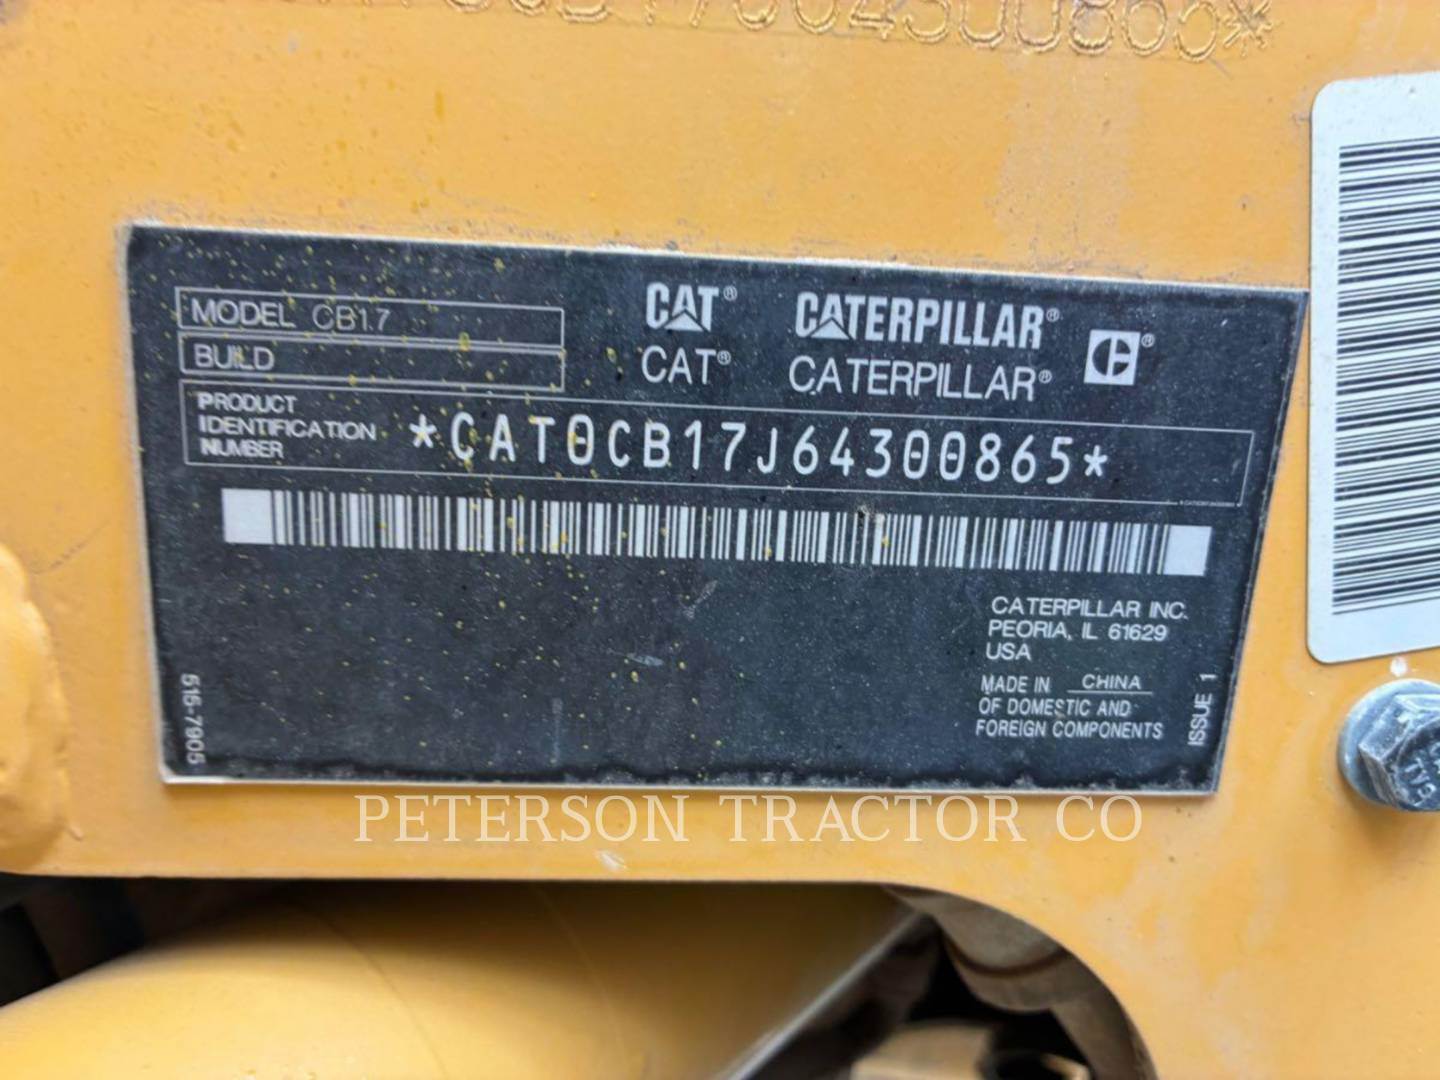 MODEL CB17
BUILD
CAT® CATERPILLAR®
CAT® CATERPILLAR®
PRODUCT
IDENTIFICATION
NUMBER
*CAT0CB17J64300865*
CATERPILLAR INC.
PEORIA, IL 61629
USA
MADE IN CHINA
OF DOMESTIC AND
FOREIGN COMPONENTS
515-7905
ISSUE 1
PETERSON TRACTOR CO